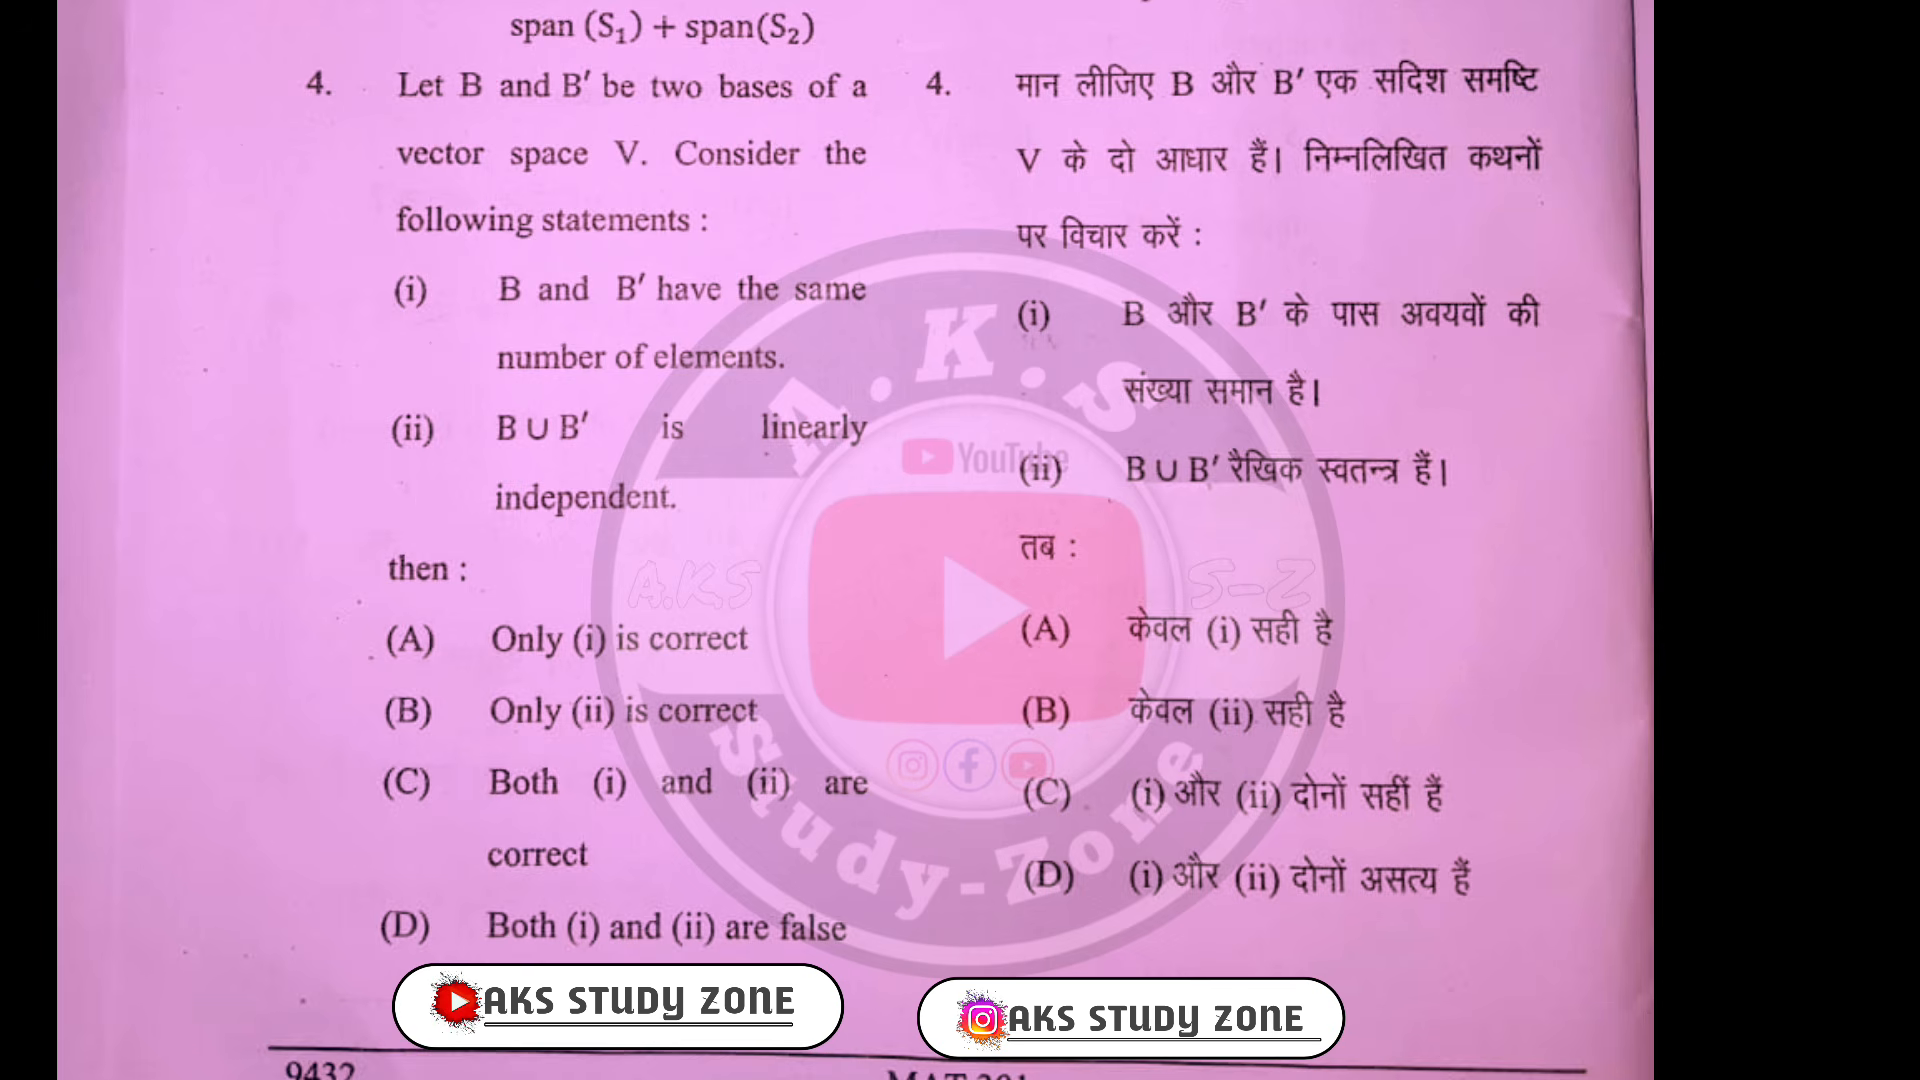 span (S₁) + span(S₂)
4. Let B and B′ be two bases of a
vector space V. Consider the
following statements :
(i) B and B′ have the same
number of elements.
(ii) B ∪ B′ is linearly
independent.
then :
(A) Only (i) is correct
(B) Only (ii) is correct
(C) Both (i) and (ii) are
correct
(D) Both (i) and (ii) are false
4. मान लीजिए B और B′ एक सदिश समष्टि
V के दो आधार हैं। निम्नलिखित कथनों
पर विचार करें :
(i) B और B′ के पास अवयवों की
संख्या समान है।
(ii) B ∪ B′ रैखिक स्वतन्त्र हैं।
तब :
(A) केवल (i) सही है
(B) केवल (ii) सही है
(C) (i) और (ii) दोनों सहीं हैं
(D) (i) और (ii) दोनों असत्य हैं
A.K.S
YouTube
A.K.S S-Z
Study-Zone
AKS STUDY ZONE
AKS STUDY ZONE
9432